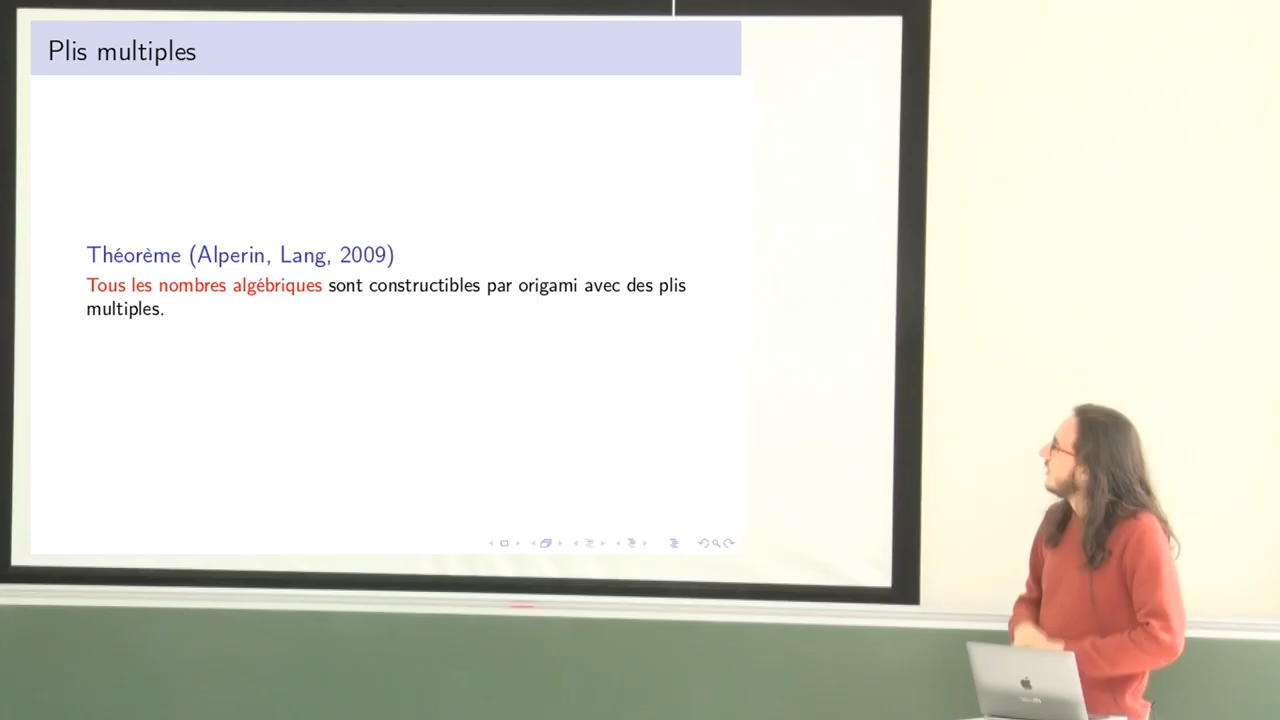 Plis multiples
Théorème (Alperin, Lang, 2009)
Tous les nombres algébriques sont constructibles par origami avec des plis
multiples.